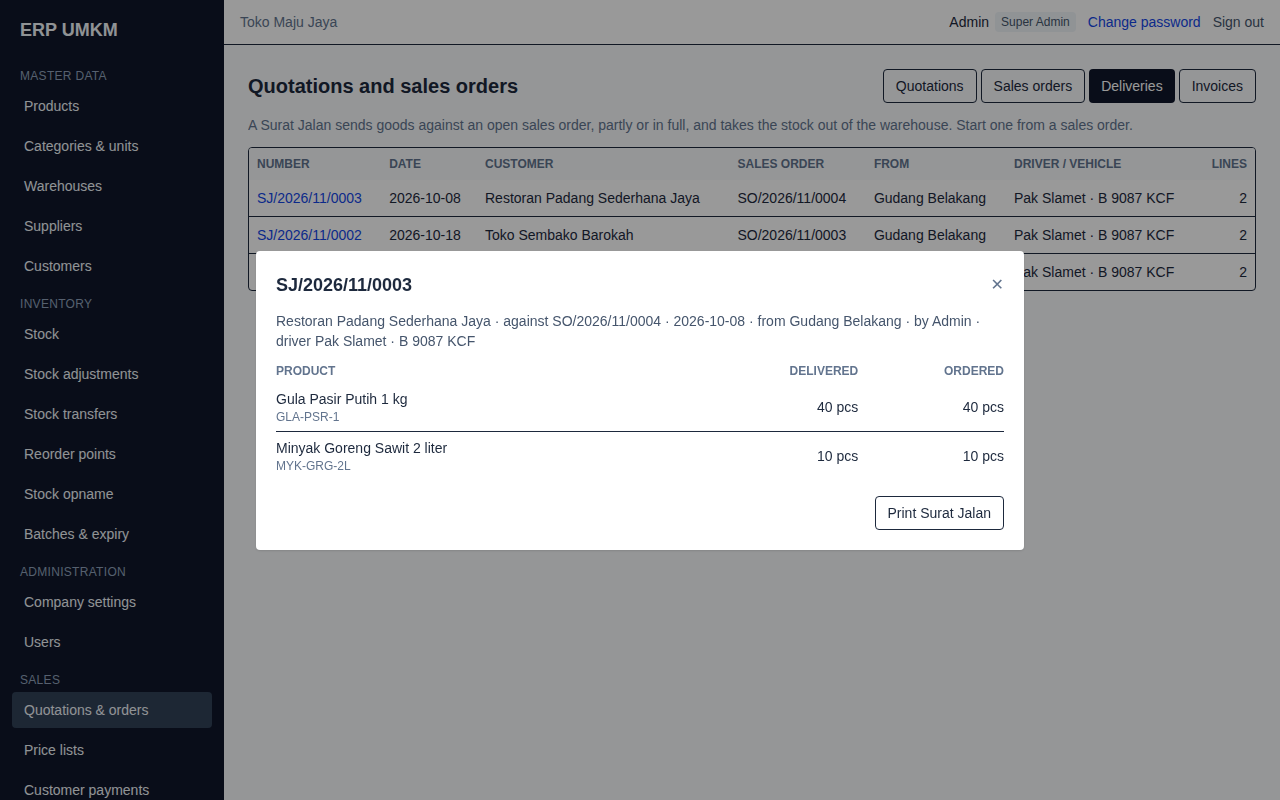 ERP UMKM
MASTER DATA
Products
Categories & units
Warehouses
Suppliers
Customers
INVENTORY
Stock
Stock adjustments
Stock transfers
Reorder points
Stock opname
Batches & expiry
ADMINISTRATION
Company settings
Users
SALES
Quotations & orders
Price lists
Customer payments
Toko Maju Jaya
Admin Super Admin Change password Sign out
Quotations and sales orders
Quotations Sales orders Deliveries Invoices
A Surat Jalan sends goods against an open sales order, partly or in full, and takes the stock out of the warehouse. Start one from a sales order.
NUMBER DATE CUSTOMER SALES ORDER FROM DRIVER / VEHICLE LINES
SJ/2026/11/0003 2026-10-08 Restoran Padang Sederhana Jaya SO/2026/11/0004 Gudang Belakang Pak Slamet · B 9087 KCF 2
SJ/2026/11/0002 2026-10-18 Toko Sembako Barokah SO/2026/11/0003 Gudang Belakang Pak Slamet · B 9087 KCF 2
ak Slamet · B 9087 KCF 2
SJ/2026/11/0003 ✕
Restoran Padang Sederhana Jaya · against SO/2026/11/0004 · 2026-10-08 · from Gudang Belakang · by Admin ·
driver Pak Slamet · B 9087 KCF
PRODUCT DELIVERED ORDERED
Gula Pasir Putih 1 kg 40 pcs 40 pcs
GLA-PSR-1
Minyak Goreng Sawit 2 liter 10 pcs 10 pcs
MYK-GRG-2L
Print Surat Jalan